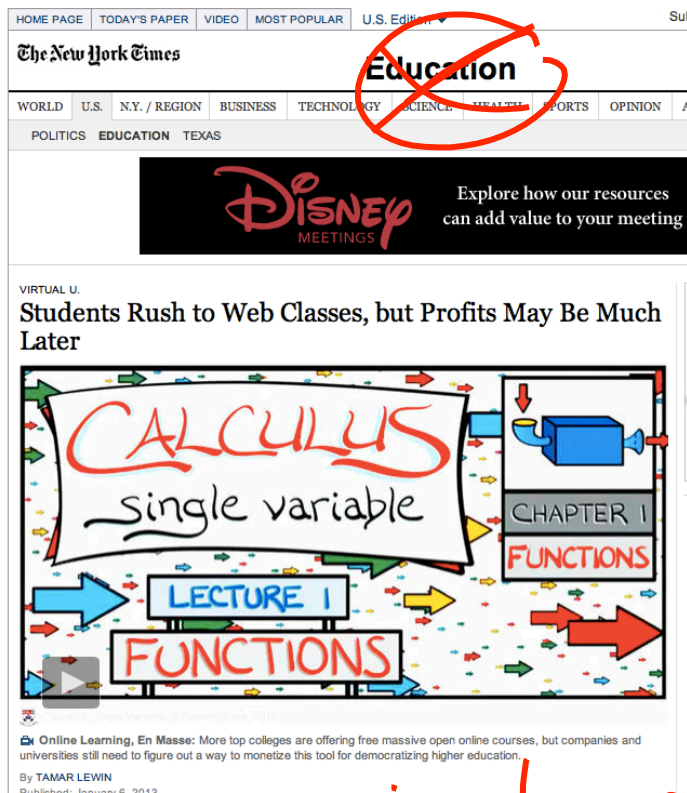 HOME PAGE TODAY'S PAPER VIDEO MOST POPULAR U.S. Edition
The New York Times
Education
WORLD U.S. N.Y. / REGION BUSINESS TECHNOLOGY SCIENCE HEALTH SPORTS OPINION
POLITICS EDUCATION TEXAS
DISNEY
MEETINGS
Explore how our resources
can add value to your meeting
VIRTUAL U.
Students Rush to Web Classes, but Profits May Be Much
Later
CALCULUS
single variable
CHAPTER 1
FUNCTIONS
LECTURE 1
FUNCTIONS
Online Learning, En Masse: More top colleges are offering free massive open online courses, but companies and
universities still need to figure out a way to monetize this tool for democratizing higher education.
By TAMAR LEWIN
Published: January 6, 2013